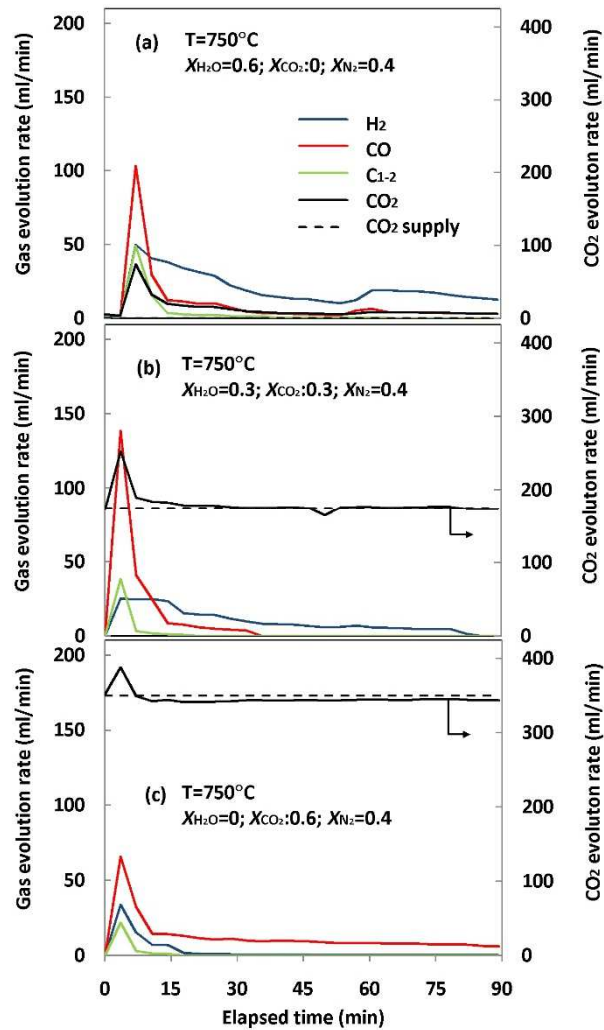 200
150
100
50
0
Gas evolution rate (ml/min)
(a)
T=750°C
XH₂O=0.6; XCO₂:0; XN₂=0.4
H₂
CO
C₁₋₂
CO₂
CO₂ supply
400
300
200
100
0
CO₂ evoluton rate (ml/min)
200
150
100
50
0
Gas evolution rate (ml/min)
(b)
T=750°C
XH₂O=0.3; XCO₂:0.3; XN₂=0.4
400
300
200
100
0
CO₂ evoluton rate (ml/min)
200
150
100
50
0
Gas evolution rate (ml/min)
(c)
T=750°C
XH₂O=0; XCO₂:0.6; XN₂=0.4
400
300
200
100
0
CO₂ evoluton rate (ml/min)
0 15 30 45 60 75 90
Elapsed time (min)